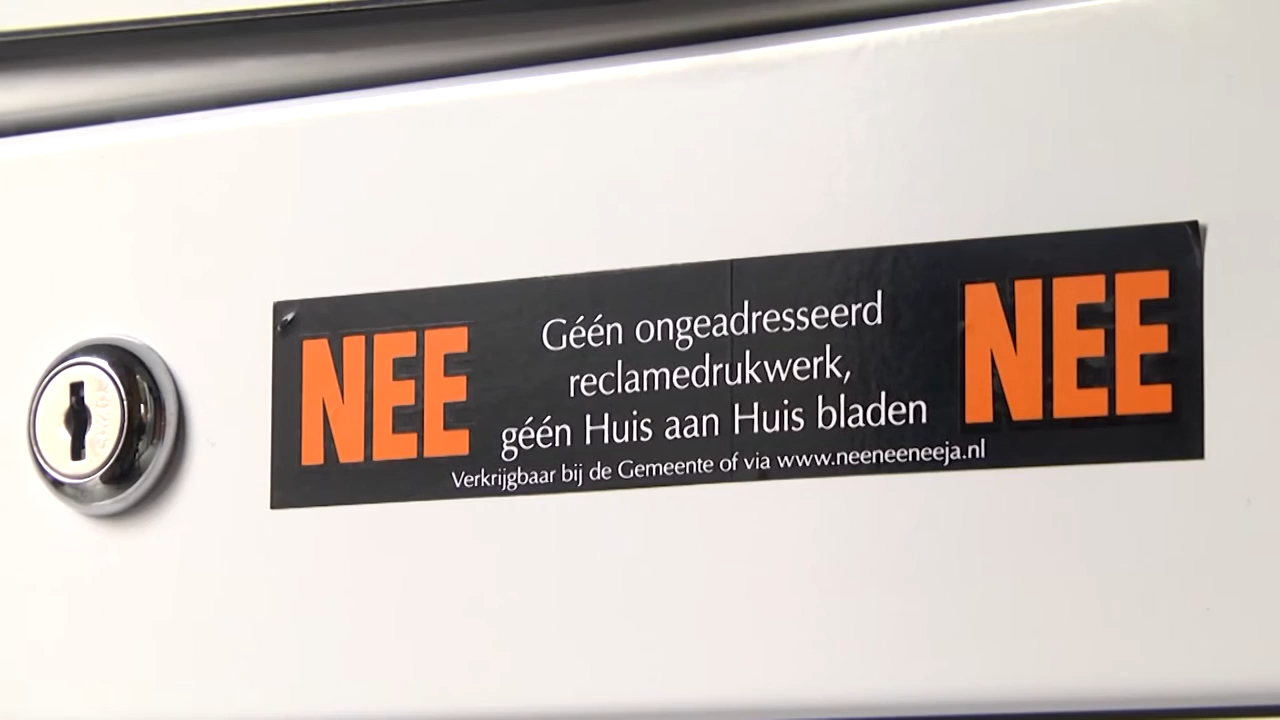 NEE
Géén ongeadresseerd
reclamedrukwerk,
géén Huis aan Huis bladen
Verkrijgbaar bij de Gemeente of via www.neeneeneeja.nl
NEE